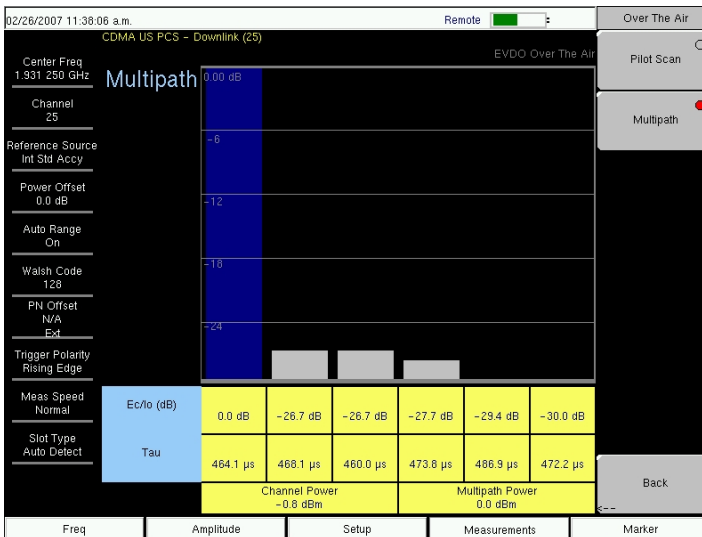 02/26/2007 11:38:06 a.m.
Remote
Over The Air
CDMA US PCS - Downlink (25)
EVDO Over The Air
Center Freq
1.931 250 GHz
Channel
25
Reference Source
Int Std Accy
Power Offset
0.0 dB
Auto Range
On
Walsh Code
128
PN Offset
N/A
Ext
Trigger Polarity
Rising Edge
Meas Speed
Normal
Slot Type
Auto Detect
Multipath
0.00 dB
-6
-12
-18
-24
Ec/Io (dB)
0.0 dB -26.7 dB -26.7 dB -27.7 dB -29.4 dB -30.0 dB
Tau
464.1 µs 468.1 µs 460.0 µs 473.8 µs 486.9 µs 472.2 µs
Channel Power
-0.8 dBm
Multipath Power
0.0 dBm
Pilot Scan
Multipath
Back
<--
Freq Amplitude Setup Measurements Marker